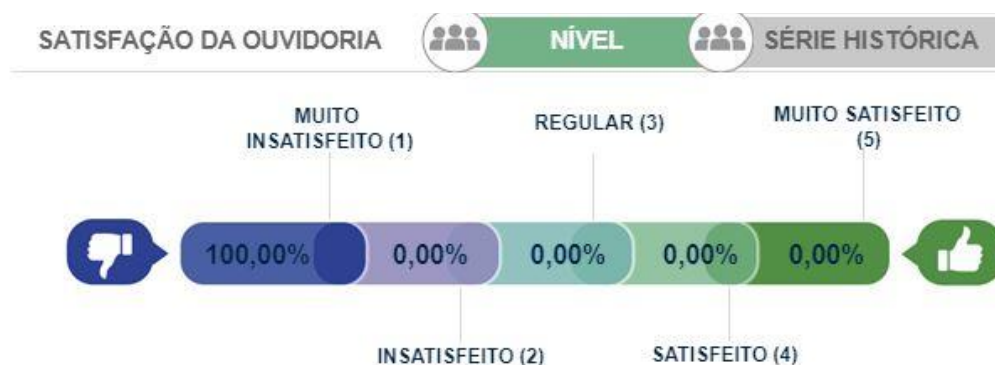 SATISFAÇÃO DA OUVIDORIA
NÍVEL
SÉRIE HISTÓRICA
MUITO
INSATISFEITO (1)
REGULAR (3)
MUITO SATISFEITO
(5)
100,00%
0,00%
0,00%
0,00%
0,00%
INSATISFEITO (2)
SATISFEITO (4)